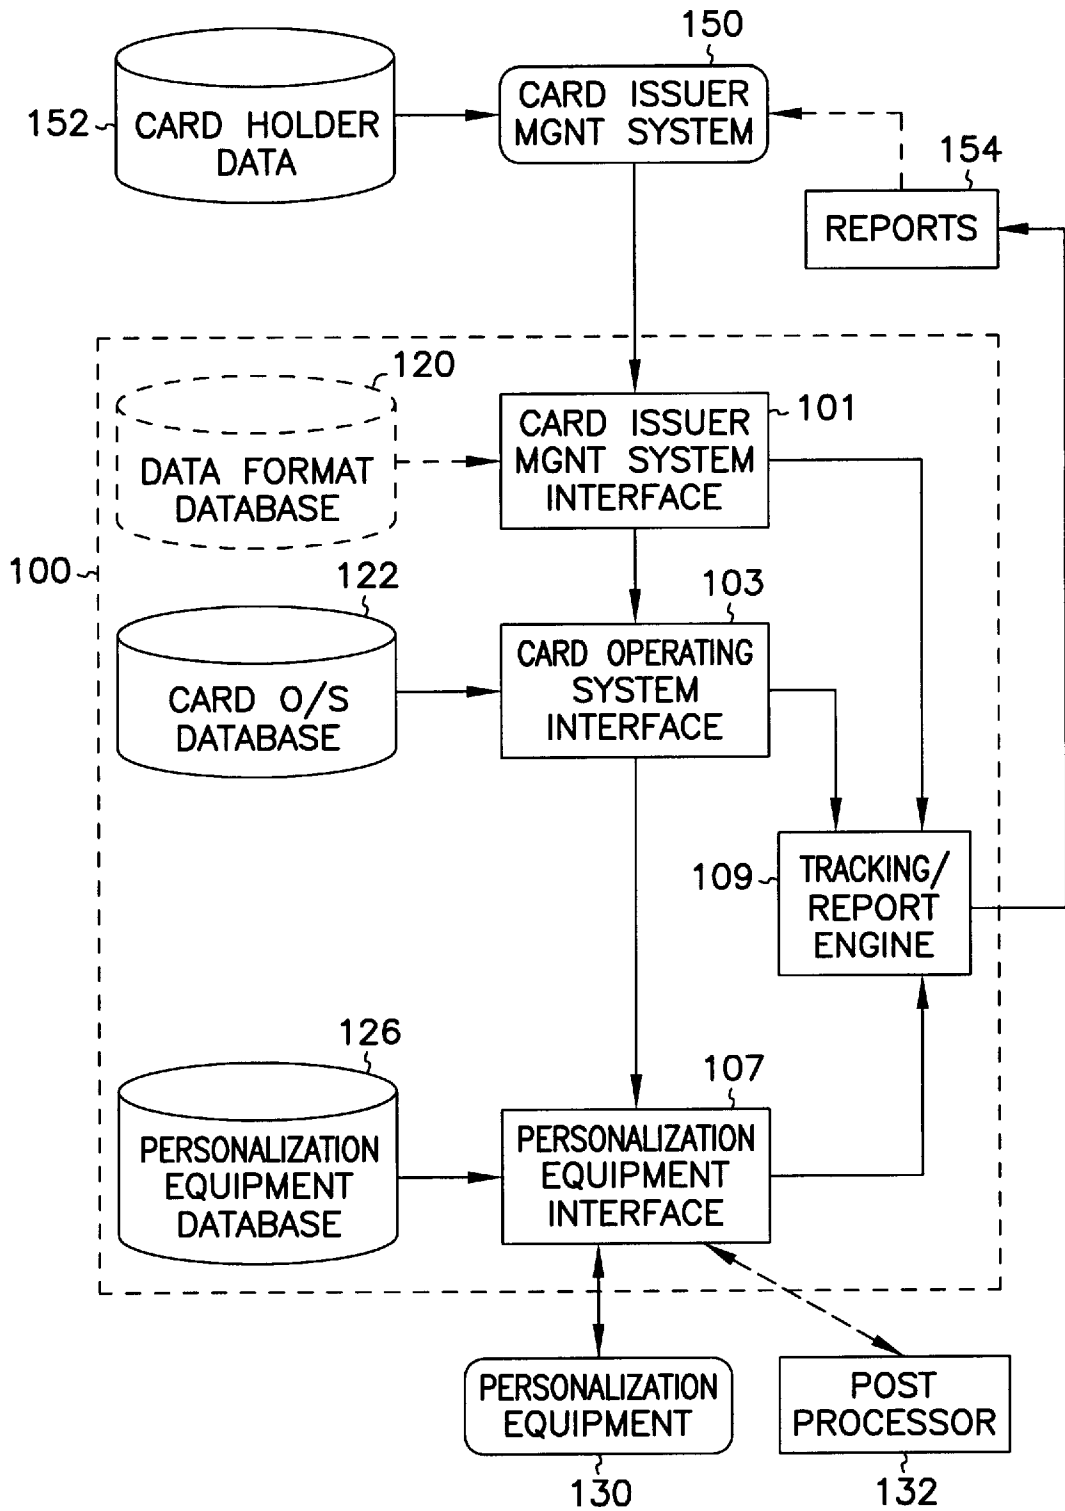 150
CARD ISSUER
MGNT SYSTEM
152
CARD HOLDER
DATA
154
REPORTS
120
DATA FORMAT
DATABASE
101
CARD ISSUER
MGNT SYSTEM
INTERFACE
100
122
CARD O/S
DATABASE
103
CARD OPERATING
SYSTEM
INTERFACE
109
TRACKING/
REPORT
ENGINE
126
PERSONALIZATION
EQUIPMENT
DATABASE
107
PERSONALIZATION
EQUIPMENT
INTERFACE
PERSONALIZATION
EQUIPMENT
130
POST
PROCESSOR
132